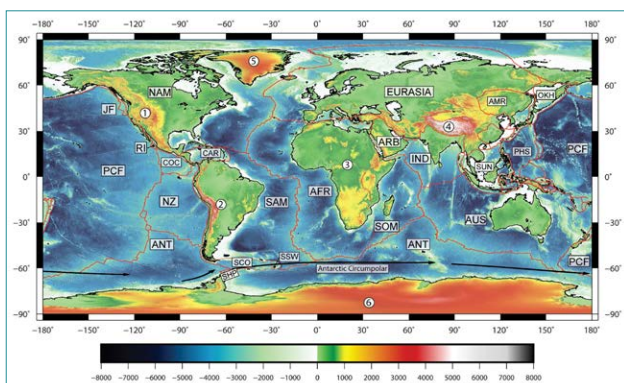 -180° -150° -120° -90° -60° -30° 0° 30° 60° 90° 120° 150° 180°
90° 90°
5
60° NAM EURASIA OKH 60°
AMR
JF 1
30° 4 30°
RI ARB
COC CAR 3 IND PHS PCF
SUN
0° PCF 0°
NZ 2 SAM AFR
SOM AUS
-30° -30°
ANT ANT
SSW PCF
-60° SCO Antarctic Circumpolar -60°
SHP
6
-90° -90°
-180° -150° -120° -90° -60° -30° 0° 30° 60° 90° 120° 150° 180°
-8000 -7000 -6000 -5000 -4000 -3000 -2000 -1000 0 1000 2000 3000 4000 5000 6000 7000 8000